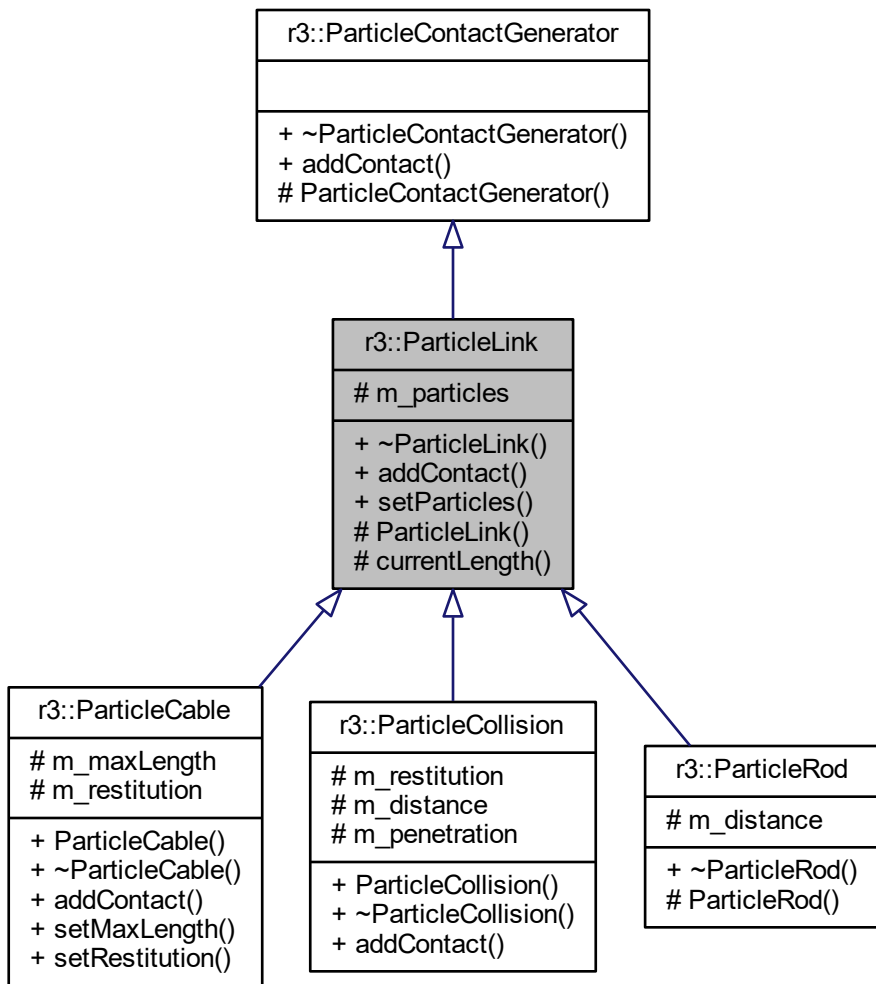 r3::ParticleContactGenerator
+ ~ParticleContactGenerator()
+ addContact()
# ParticleContactGenerator()
r3::ParticleLink
# m_particles
+ ~ParticleLink()
+ addContact()
+ setParticles()
# ParticleLink()
# currentLength()
r3::ParticleCable
# m_maxLength
# m_restitution
+ ParticleCable()
+ ~ParticleCable()
+ addContact()
+ setMaxLength()
+ setRestitution()
r3::ParticleCollision
# m_restitution
# m_distance
# m_penetration
+ ParticleCollision()
+ ~ParticleCollision()
+ addContact()
r3::ParticleRod
# m_distance
+ ~ParticleRod()
# ParticleRod()